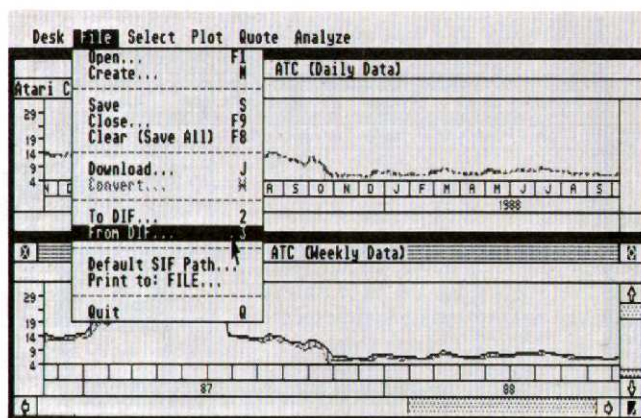 Desk File Select Plot Quote Analyze
Open... F1
Create... N
Save S
Close... F9
Clear (Save All) F8
Download... J
Convert...
To DIF... 2
From DIF... 3
Default SIF Path...
Print to: FILE...
Quit Q
ATC (Daily Data)
Atari C
29
19
14
9
4
N D A S O N D J F M A M J J A S
1988
ATC (Weekly Data)
29
19
14
9
4
87 88